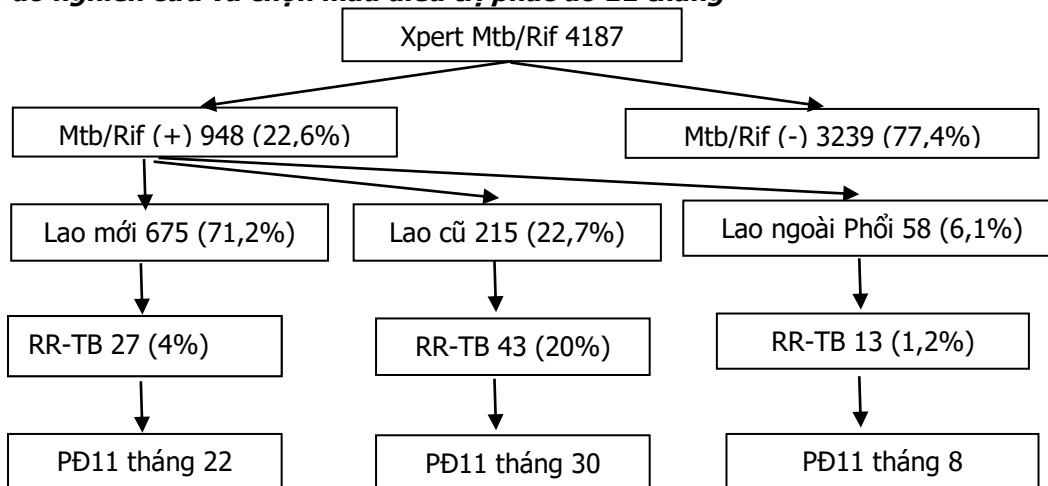 Xpert Mtb/Rif 4187
Mtb/Rif (+) 948 (22,6%)
Mtb/Rif (-) 3239 (77,4%)
Lao mới 675 (71,2%)
Lao cũ 215 (22,7%)
Lao ngoài Phổi 58 (6,1%)
RR-TB 27 (4%)
RR-TB 43 (20%)
RR-TB 13 (1,2%)
PĐ11 tháng 22
PĐ11 tháng 30
PĐ11 tháng 8